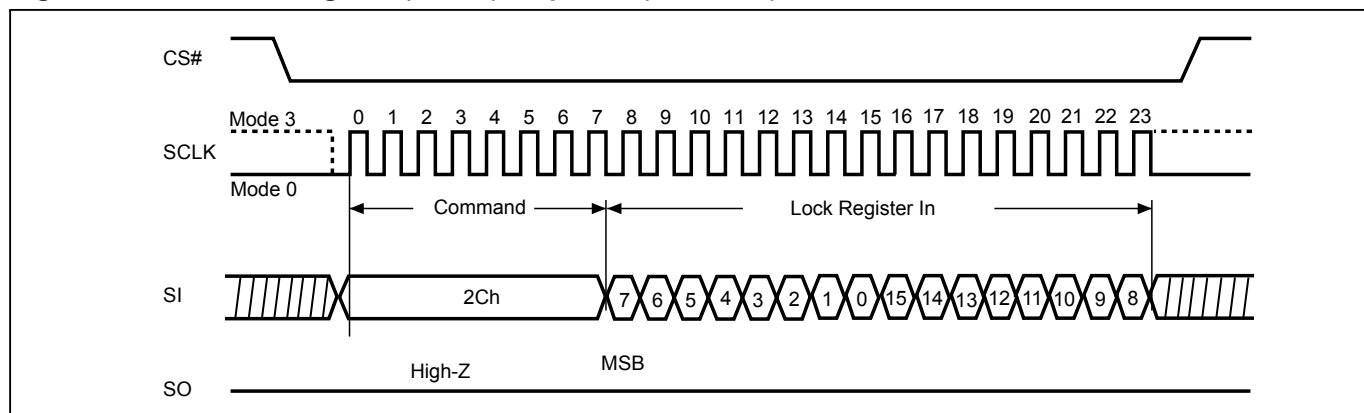 CS#
Mode 3
0 1 2 3 4 5 6 7 8 9 10 11 12 13 14 15 16 17 18 19 20 21 22 23
SCLK
Mode 0
Command
Lock Register In
SI
2Ch
7 6 5 4 3 2 1 0 15 14 13 12 11 10 9 8
High-Z
MSB
SO